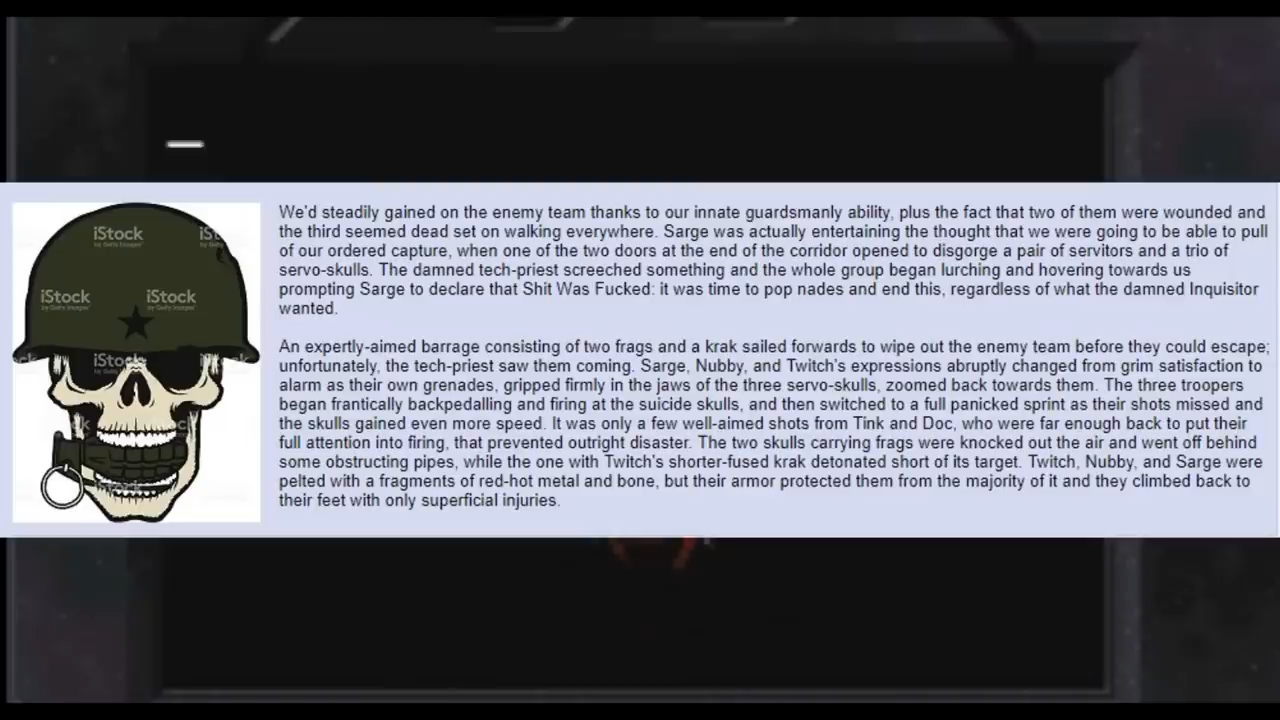 iStock
by Getty Images
iSt
by G
iStock
iStock
by Getty Images
iSt
We'd steadily gained on the enemy team thanks to our innate guardsmanly ability, plus the fact that two of them were wounded and
the third seemed dead set on walking everywhere. Sarge was actually entertaining the thought that we were going to be able to pull
of our ordered capture, when one of the two doors at the end of the corridor opened to disgorge a pair of servitors and a trio of
servo-skulls. The damned tech-priest screeched something and the whole group began lurching and hovering towards us
prompting Sarge to declare that Shit Was Fucked: it was time to pop nades and end this, regardless of what the damned Inquisitor
wanted.
An expertly-aimed barrage consisting of two frags and a krak sailed forwards to wipe out the enemy team before they could escape;
unfortunately, the tech-priest saw them coming. Sarge, Nubby, and Twitch's expressions abruptly changed from grim satisfaction to
alarm as their own grenades, gripped firmly in the jaws of the three servo-skulls, zoomed back towards them. The three troopers
began frantically backpedalling and firing at the suicide skulls, and then switched to a full panicked sprint as their shots missed and
the skulls gained even more speed. It was only a few well-aimed shots from Tink and Doc, who were far enough back to put their
full attention into firing, that prevented outright disaster. The two skulls carrying frags were knocked out the air and went off behind
some obstructing pipes, while the one with Twitch's shorter-fused krak detonated short of its target. Twitch, Nubby, and Sarge were
pelted with a fragments of red-hot metal and bone, but their armor protected them from the majority of it and they climbed back to
their feet with only superficial injuries.